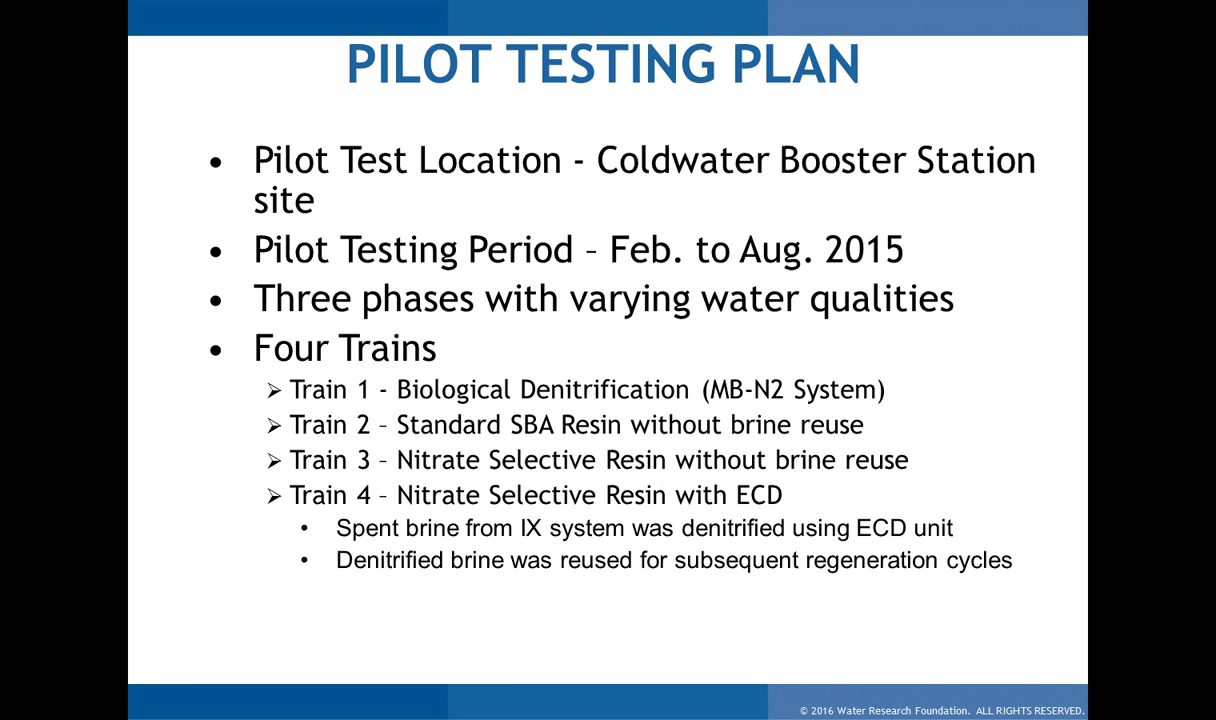 PILOT TESTING PLAN
• Pilot Test Location - Coldwater Booster Station
site
• Pilot Testing Period – Feb. to Aug. 2015
• Three phases with varying water qualities
• Four Trains
➢ Train 1 - Biological Denitrification (MB-N2 System)
➢ Train 2 – Standard SBA Resin without brine reuse
➢ Train 3 – Nitrate Selective Resin without brine reuse
➢ Train 4 – Nitrate Selective Resin with ECD
• Spent brine from IX system was denitrified using ECD unit
• Denitrified brine was reused for subsequent regeneration cycles
© 2016 Water Research Foundation. ALL RIGHTS RESERVED.